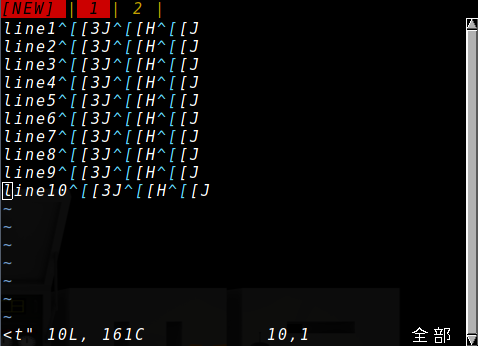 [NEW] | 1 | 2 |
line1^[[3J^[[H^[[J
line2^[[3J^[[H^[[J
line3^[[3J^[[H^[[J
line4^[[3J^[[H^[[J
line5^[[3J^[[H^[[J
line6^[[3J^[[H^[[J
line7^[[3J^[[H^[[J
line8^[[3J^[[H^[[J
line9^[[3J^[[H^[[J
line10^[[3J^[[H^[[J
~
~
~
~
~
~
~
<t" 10L, 161C 10,1 全部